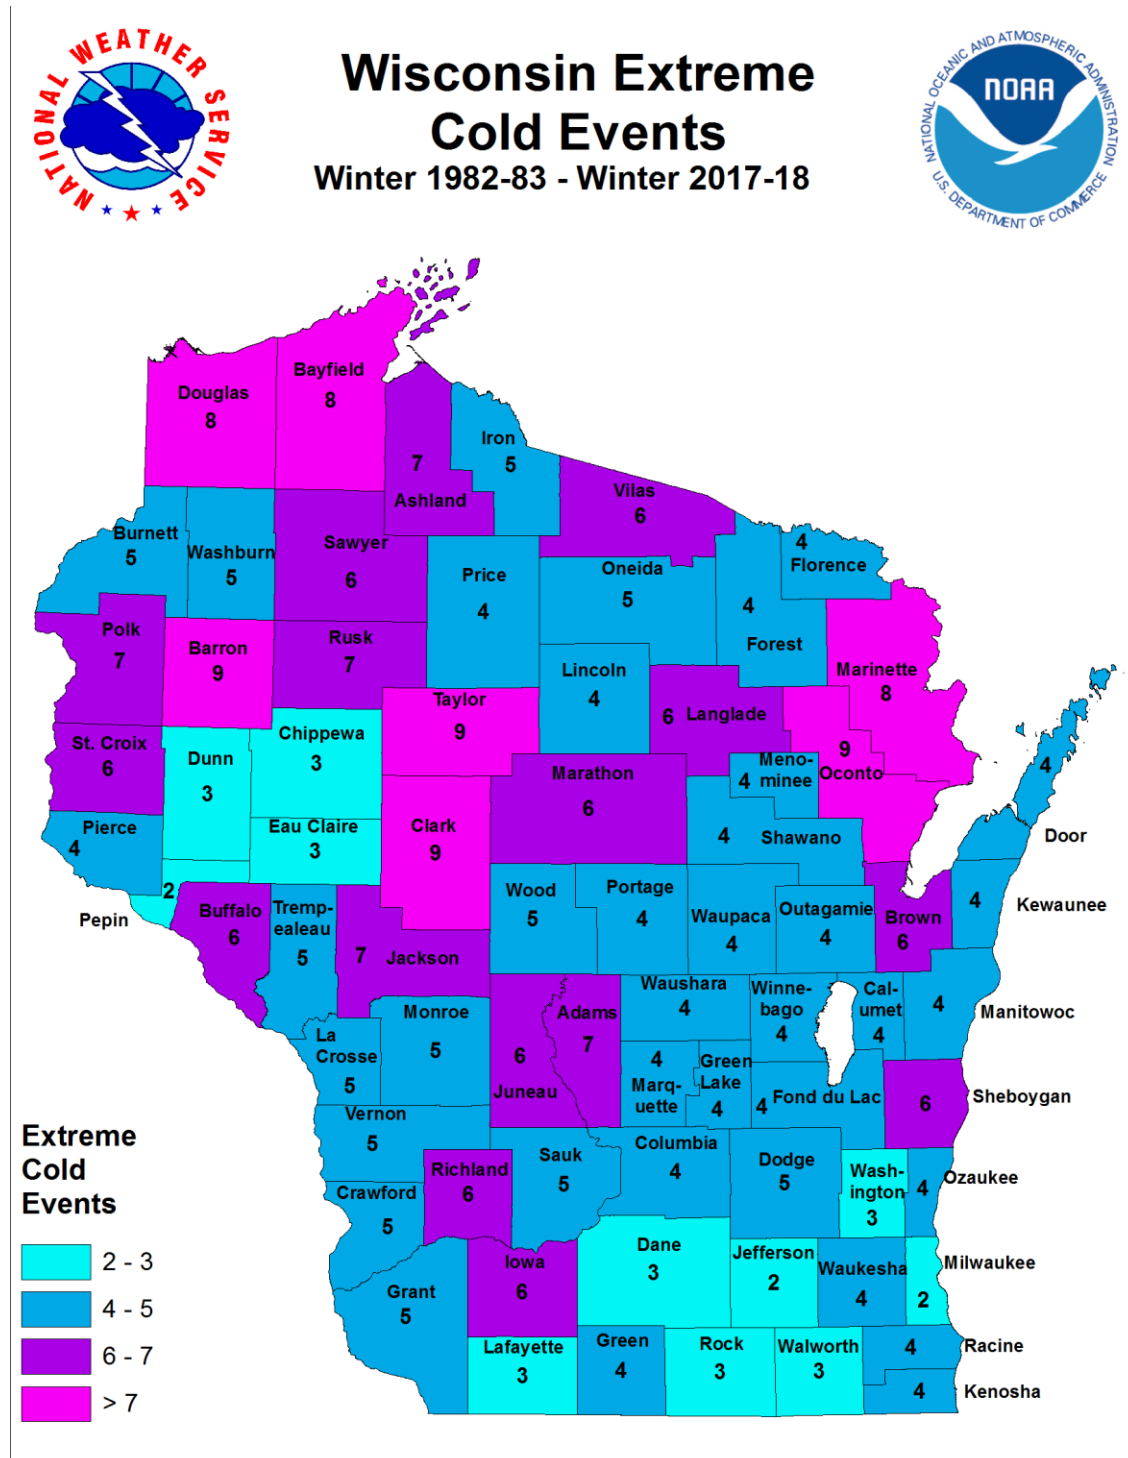 NATIONAL WEATHER SERVICE
Wisconsin Extreme
Cold Events
Winter 1982-83 - Winter 2017-18
NATIONAL OCEANIC AND ATMOSPHERIC ADMINISTRATION
NOAA
U.S. DEPARTMENT OF COMMERCE
Bayfield
8
Douglas
8
Iron
5
7
Ashland
Vilas
6
Burnett
5
Washburn
5
Sawyer
6
Price
4
Oneida
5
4
Florence
4
Forest
Polk
7
Barron
9
Rusk
7
Lincoln
4
Marinette
8
Taylor
9
6 Langlade
9
Oconto
St. Croix
6
Dunn
3
Chippewa
3
Marathon
6
Meno-
4 minee
4
Door
Pierce
4
Eau Claire
3
Clark
9
4
Shawano
2
Pepin
Buffalo
6
Tremp-
ealeau
5
7 Jackson
Wood
5
Portage
4
Waupaca
4
Outagamie
4
Brown
6
4
Kewaunee
La
Crosse
5
Monroe
5
6
Juneau
Adams
7
Waushara
4
Winne-
bago
4
Cal-
umet
4
4
Manitowoc
4
Marq-
uette
Green
Lake
4
4 Fond du Lac
6
Sheboygan
Vernon
5
Richland
6
Sauk
5
Columbia
4
Dodge
5
Wash-
ington
3
4
Ozaukee
Crawford
5
Grant
5
Iowa
6
Dane
3
Jefferson
2
Waukesha
4
Milwaukee
2
Lafayette
3
Green
4
Rock
3
Walworth
3
4
Racine
4
Kenosha
Extreme
Cold
Events
2 - 3
4 - 5
6 - 7
> 7